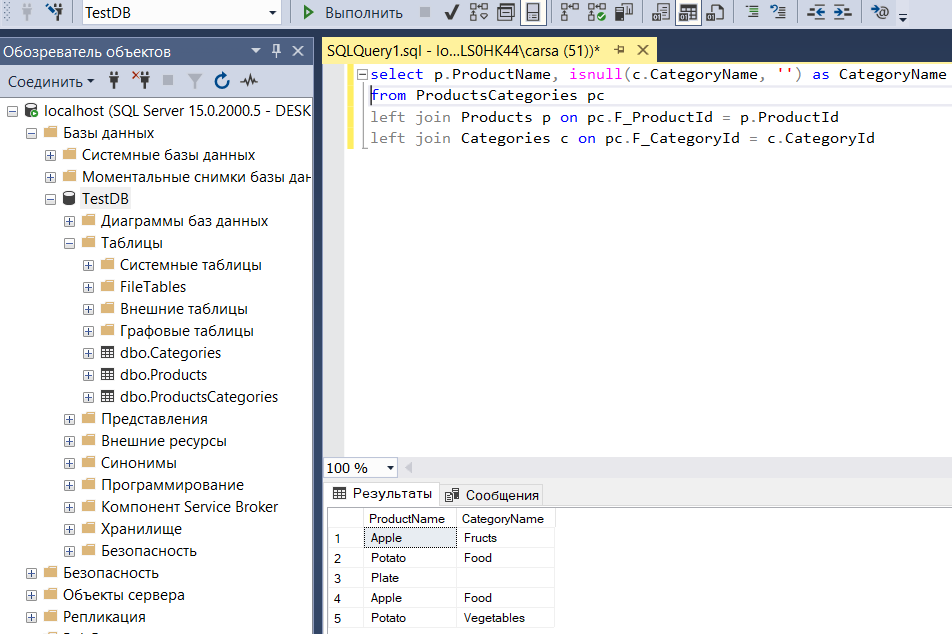 TestDB
Выполнить
Обозреватель объектов
Соединить
localhost (SQL Server 15.0.2000.5 - DESK
Базы данных
Системные базы данных
Моментальные снимки базы дан
TestDB
Диаграммы баз данных
Таблицы
Системные таблицы
FileTables
Внешние таблицы
Графовые таблицы
dbo.Categories
dbo.Products
dbo.ProductsCategories
Представления
Внешние ресурсы
Синонимы
Программирование
Компонент Service Broker
Хранилище
Безопасность
Безопасность
Объекты сервера
Репликация
SQLQuery1.sql - lo...LS0HK44\carsa (51))*
select p.ProductName, isnull(c.CategoryName, '') as CategoryName
from ProductsCategories pc
left join Products p on pc.F_ProductId = p.ProductId
left join Categories c on pc.F_CategoryId = c.CategoryId
100 %
Результаты Сообщения
ProductName CategoryName
1 Apple Fructs
2 Potato Food
3 Plate
4 Apple Food
5 Potato Vegetables